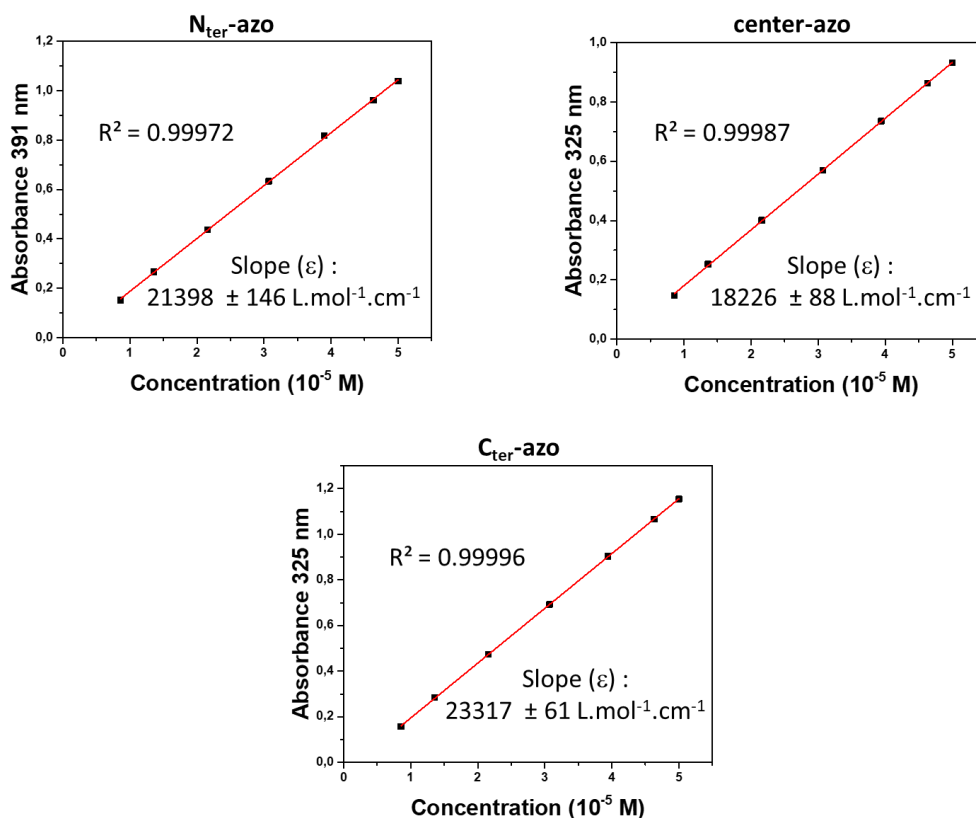 N_ter-azo
Absorbance 391 nm
1,2
1,0
0,8
0,6
0,4
0,2
0,0
R² = 0.99972
Slope (ε) :
21398 ± 146 L.mol⁻¹.cm⁻¹
0 1 2 3 4 5
Concentration (10⁻⁵ M)
center-azo
Absorbance 325 nm
1,0
0,8
0,6
0,4
0,2
0,0
R² = 0.99987
Slope (ε) :
18226 ± 88 L.mol⁻¹.cm⁻¹
0 1 2 3 4 5
Concentration (10⁻⁵ M)
C_ter-azo
Absorbance 325 nm
1,2
1,0
0,8
0,6
0,4
0,2
0,0
R² = 0.99996
Slope (ε) :
23317 ± 61 L.mol⁻¹.cm⁻¹
0 1 2 3 4 5
Concentration (10⁻⁵ M)